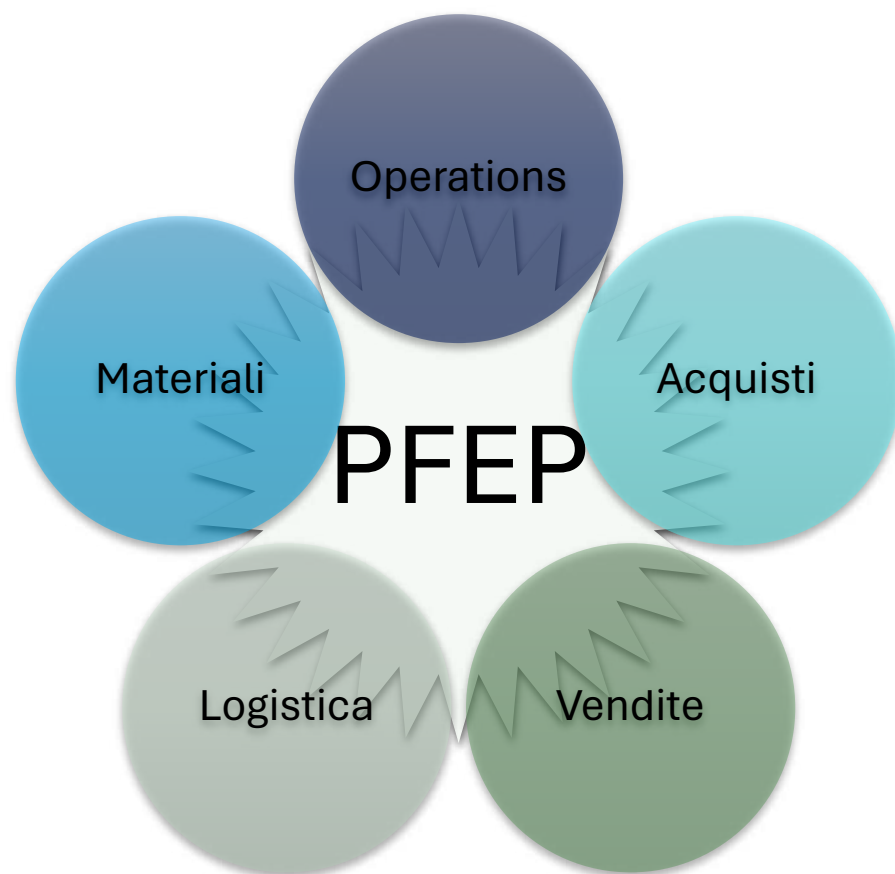 Operations
Materiali
Acquisti
PFEP
Logistica
Vendite